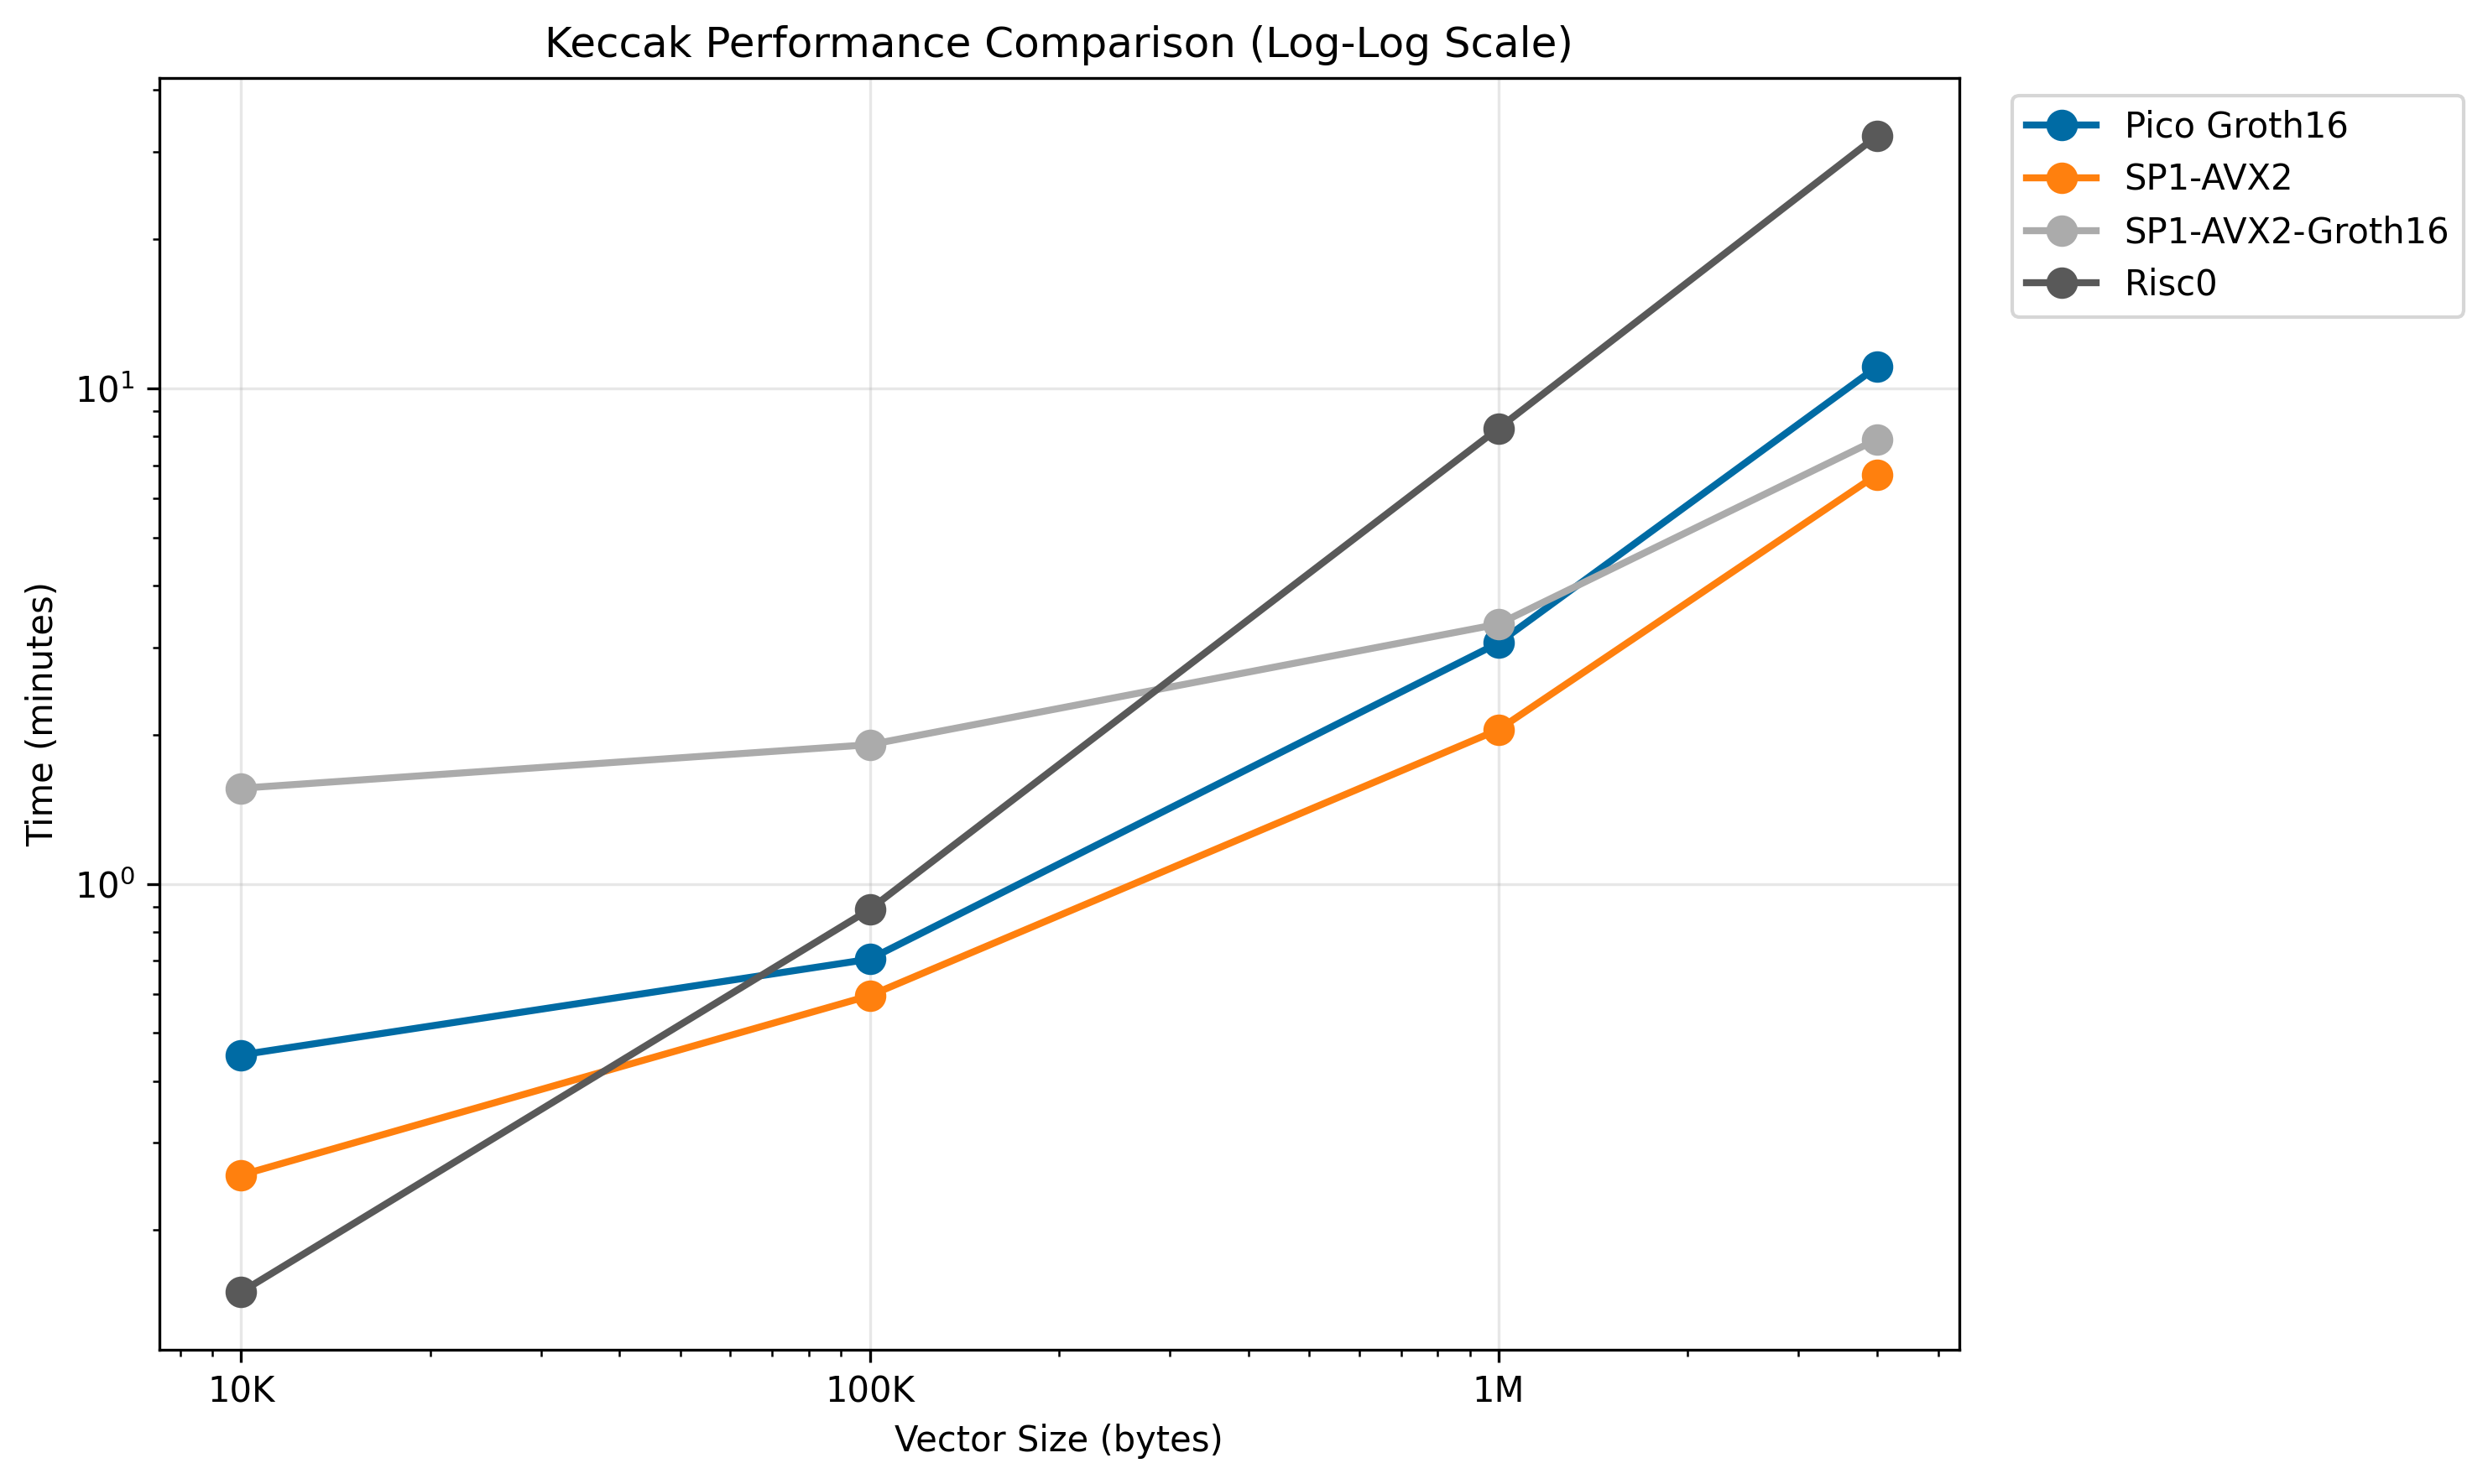 Keccak Performance Comparison (Log-Log Scale)
Pico Groth16
SP1-AVX2
SP1-AVX2-Groth16
Risc0
Time (minutes)
10¹
10⁰
10K
100K
1M
Vector Size (bytes)